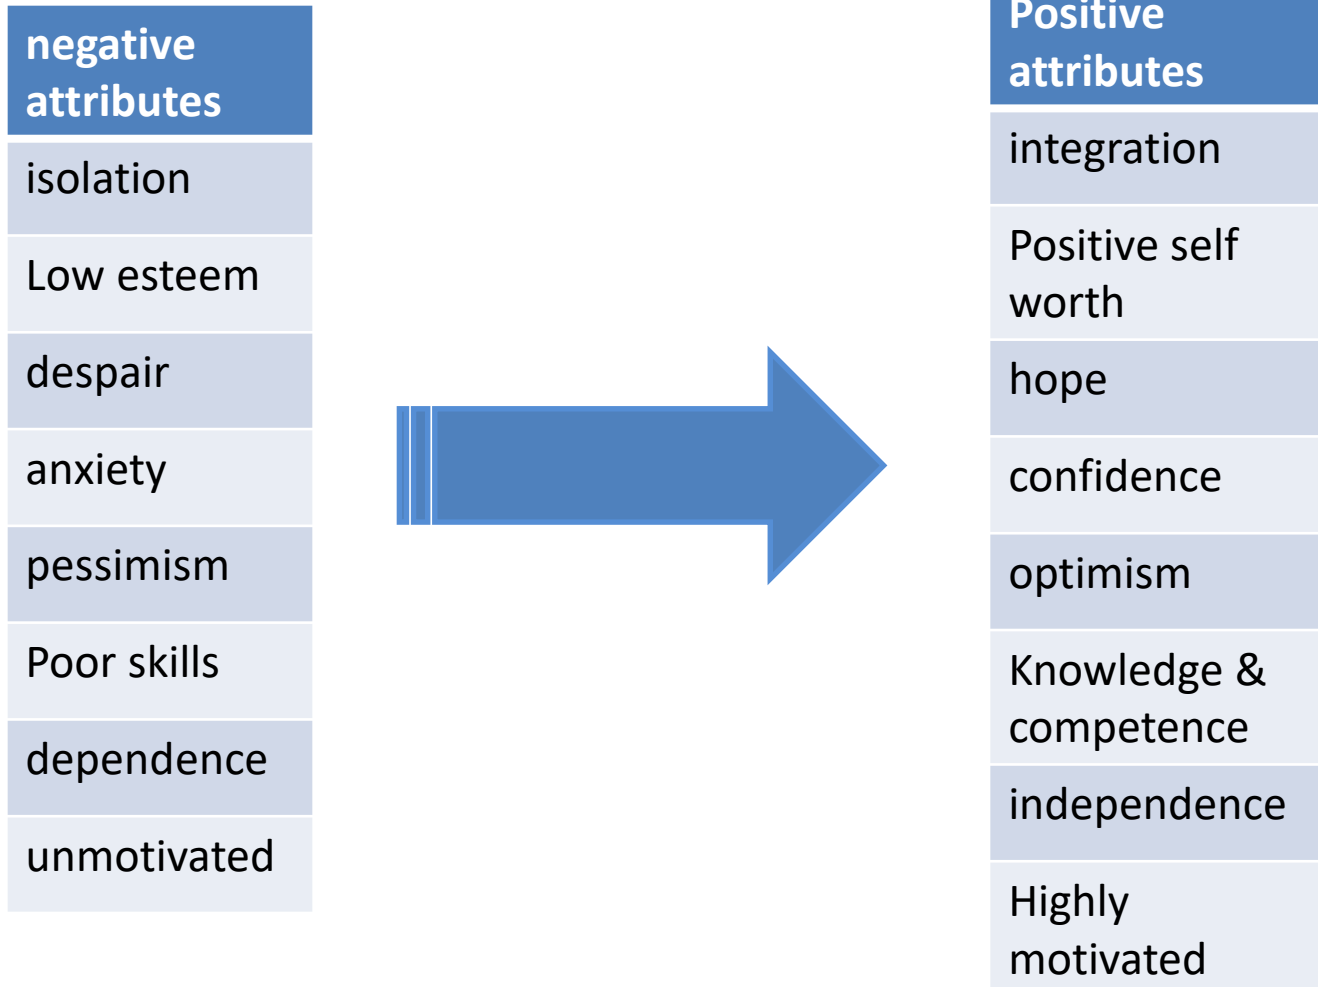 negative
attributes
isolation
Low esteem
despair
anxiety
pessimism
Poor skills
dependence
unmotivated
Positive
attributes
integration
Positive self
worth
hope
confidence
optimism
Knowledge &
competence
independence
Highly
motivated